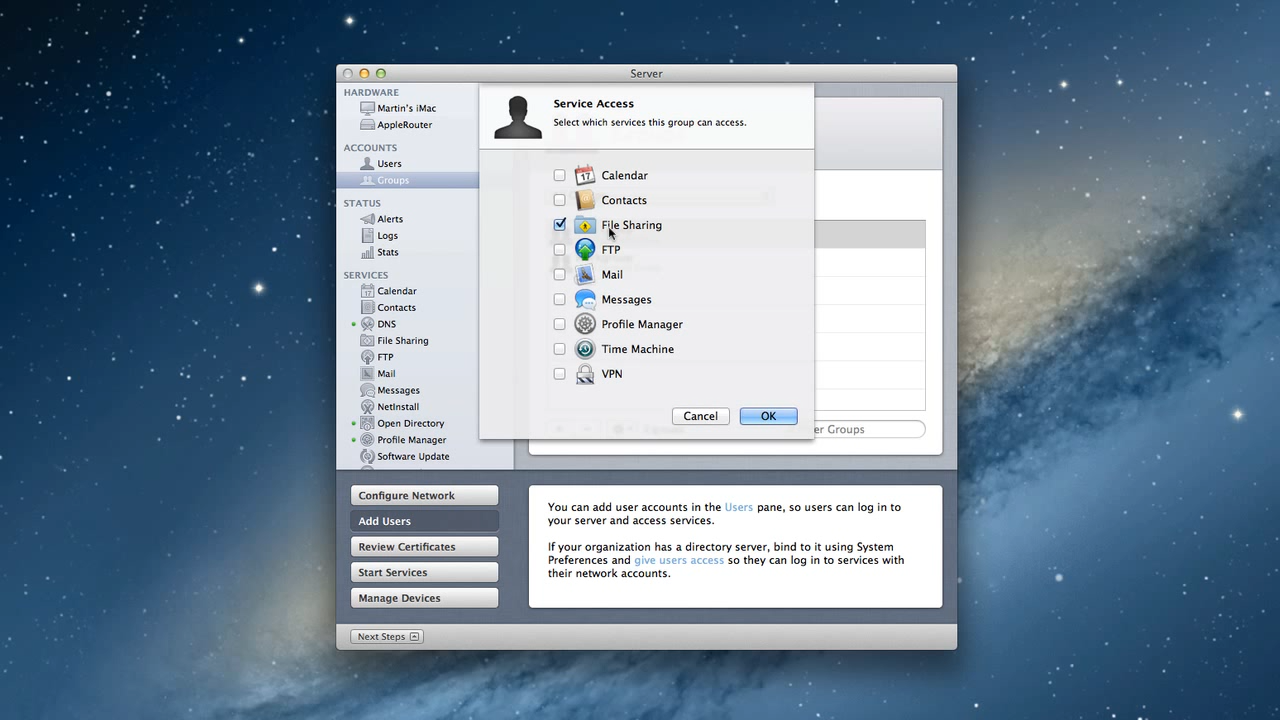 Server
HARDWARE
Martin's iMac
AppleRouter
ACCOUNTS
Users
Groups
STATUS
Alerts
Logs
Stats
SERVICES
Calendar
Contacts
DNS
File Sharing
FTP
Mail
Messages
NetInstall
Open Directory
Profile Manager
Software Update
Service Access
Select which services this group can access.
17 Calendar
Contacts
File Sharing
FTP
Mail
Messages
Profile Manager
Time Machine
VPN
Cancel
OK
er Groups
Configure Network
Add Users
Review Certificates
Start Services
Manage Devices
You can add user accounts in the Users pane, so users can log in to
your server and access services.
If your organization has a directory server, bind to it using System
Preferences and give users access so they can log in to services with
their network accounts.
Next Steps